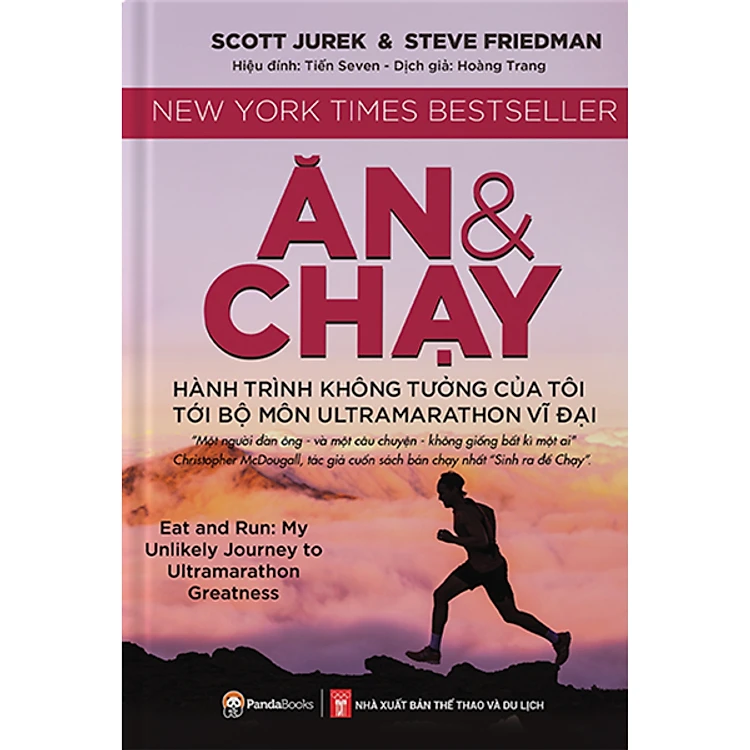 SCOTT JUREK & STEVE FRIEDMAN
Hiệu đính: Tiến Seven - Dịch giả: Hoàng Trang
NEW YORK TIMES BESTSELLER
ĂN &
CHẠY
HÀNH TRÌNH KHÔNG TƯỞNG CỦA TÔI
TỚI BỘ MÔN ULTRAMARATHON VĨ ĐẠI
"Một người đàn ông - và một câu chuyện - không giống bất kì một ai"
Christopher McDougall, tác giả cuốn sách bán chạy nhất "Sinh ra để Chạy".
Eat and Run: My
Unlikely Journey to
Ultramarathon
Greatness
PandaBooks
NHÀ XUẤT BẢN THỂ THAO VÀ DU LỊCH